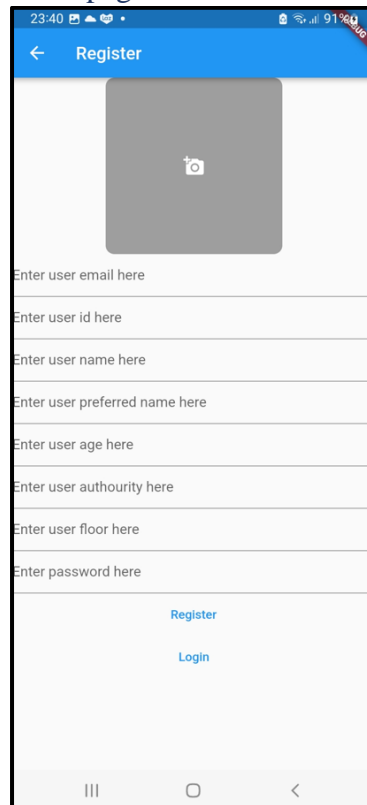 23:40 91%
Register
Enter user email here
Enter user id here
Enter user name here
Enter user preferred name here
Enter user age here
Enter user authourity here
Enter user floor here
Enter password here
Register
Login